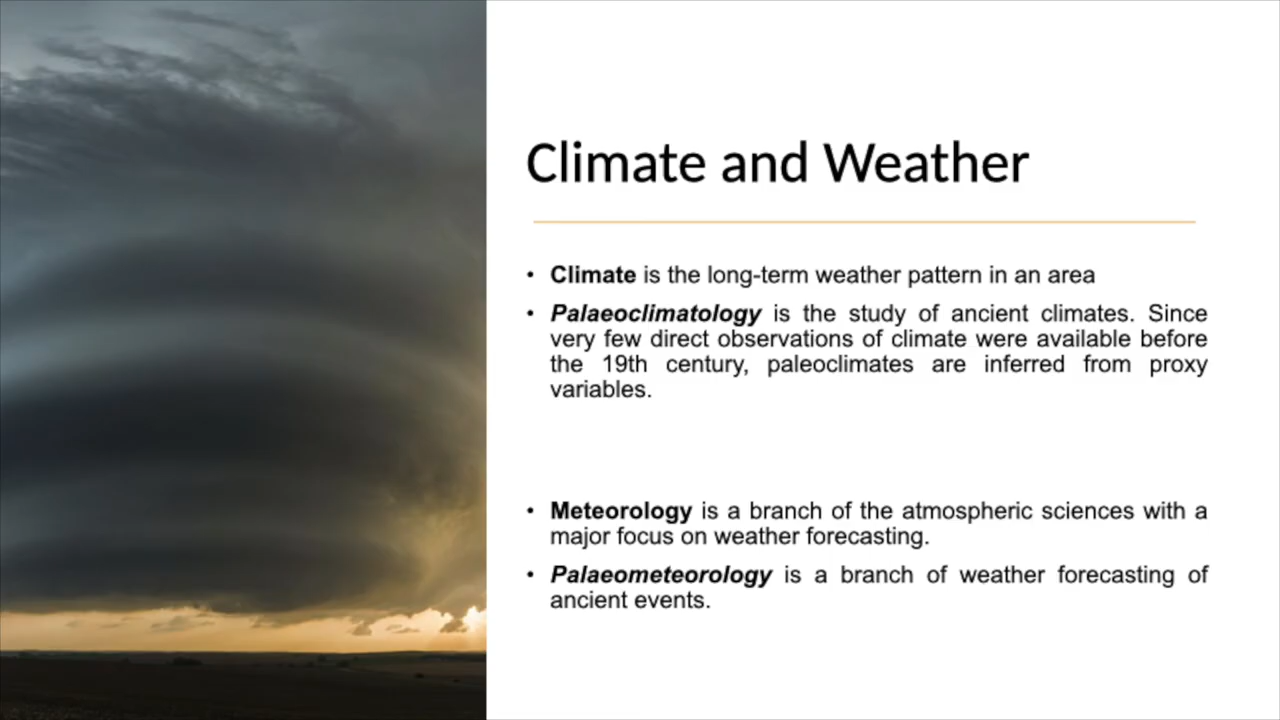 Climate and Weather
• Climate is the long-term weather pattern in an area
• Palaeoclimatology is the study of ancient climates. Since
very few direct observations of climate were available before
the 19th century, paleoclimates are inferred from proxy
variables.
• Meteorology is a branch of the atmospheric sciences with a
major focus on weather forecasting.
• Palaeometeorology is a branch of weather forecasting of
ancient events.